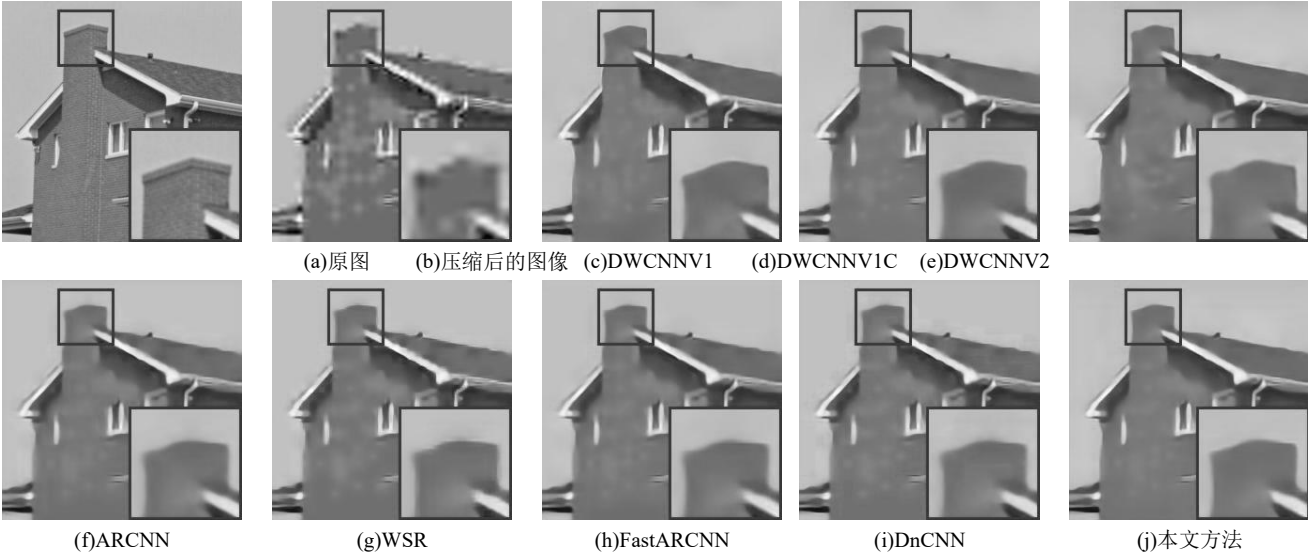 (a)原图 (b)压缩后的图像 (c)DWCNNV1 (d)DWCNNV1C (e)DWCNNV2
(f)ARCNN (g)WSR (h)FastARCNN (i)DnCNN (j)本文方法